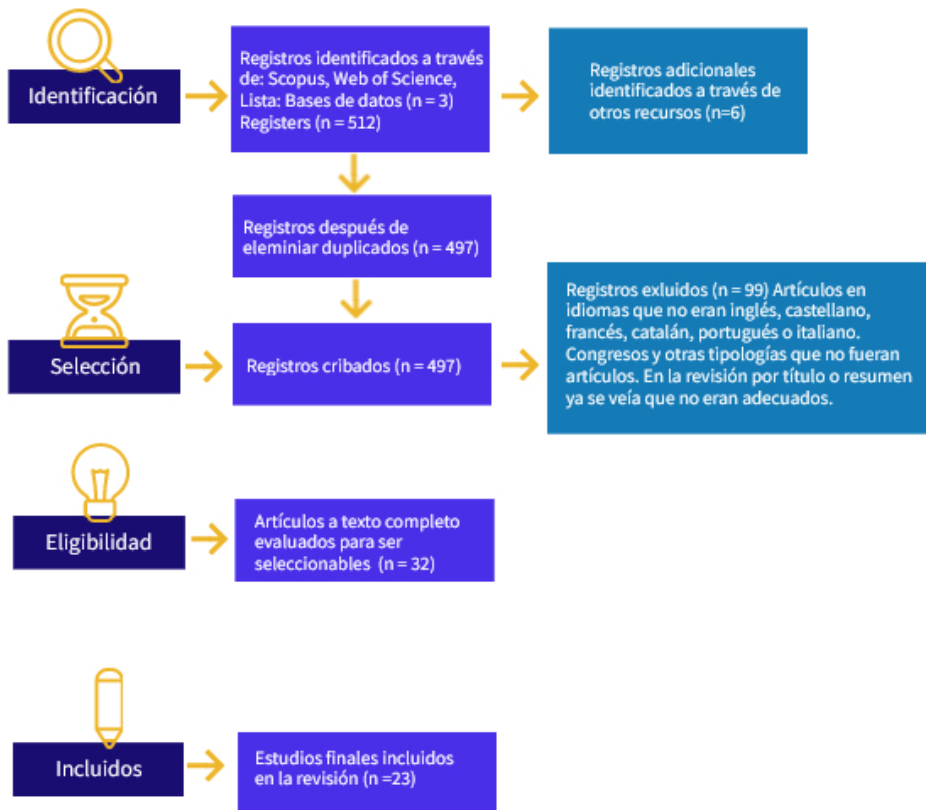 Identificación
Registros identificados a través
de: Scopus, Web of Science,
Lista: Bases de datos (n = 3)
Registers (n = 512)
Registros adicionales
identificados a través de
otros recursos (n=6)
Registros después de
eleminiar duplicados (n = 497)
Selección
Registros cribados (n = 497)
Registros exluidos (n = 99) Artículos en
idiomas que no eran inglés, castellano,
francés, catalán, portugués o italiano.
Congresos y otras tipologías que no fueran
artículos. En la revisión por título o resumen
ya se veía que no eran adecuados.
Eligibilidad
Artículos a texto completo
evaluados para ser
seleccionables (n = 32)
Incluidos
Estudios finales incluidos
en la revisión (n =23)